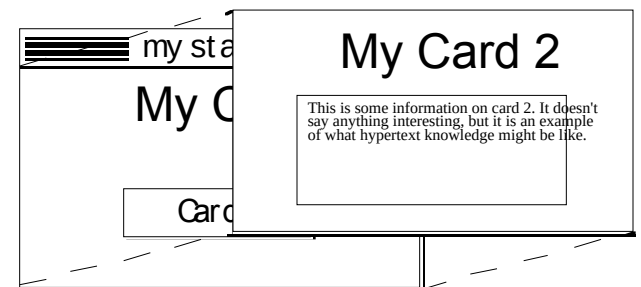 my sta
My C
Card
My Card 2
This is some information on card 2. It doesn't
say anything interesting, but it is an example
of what hypertext knowledge might be like.